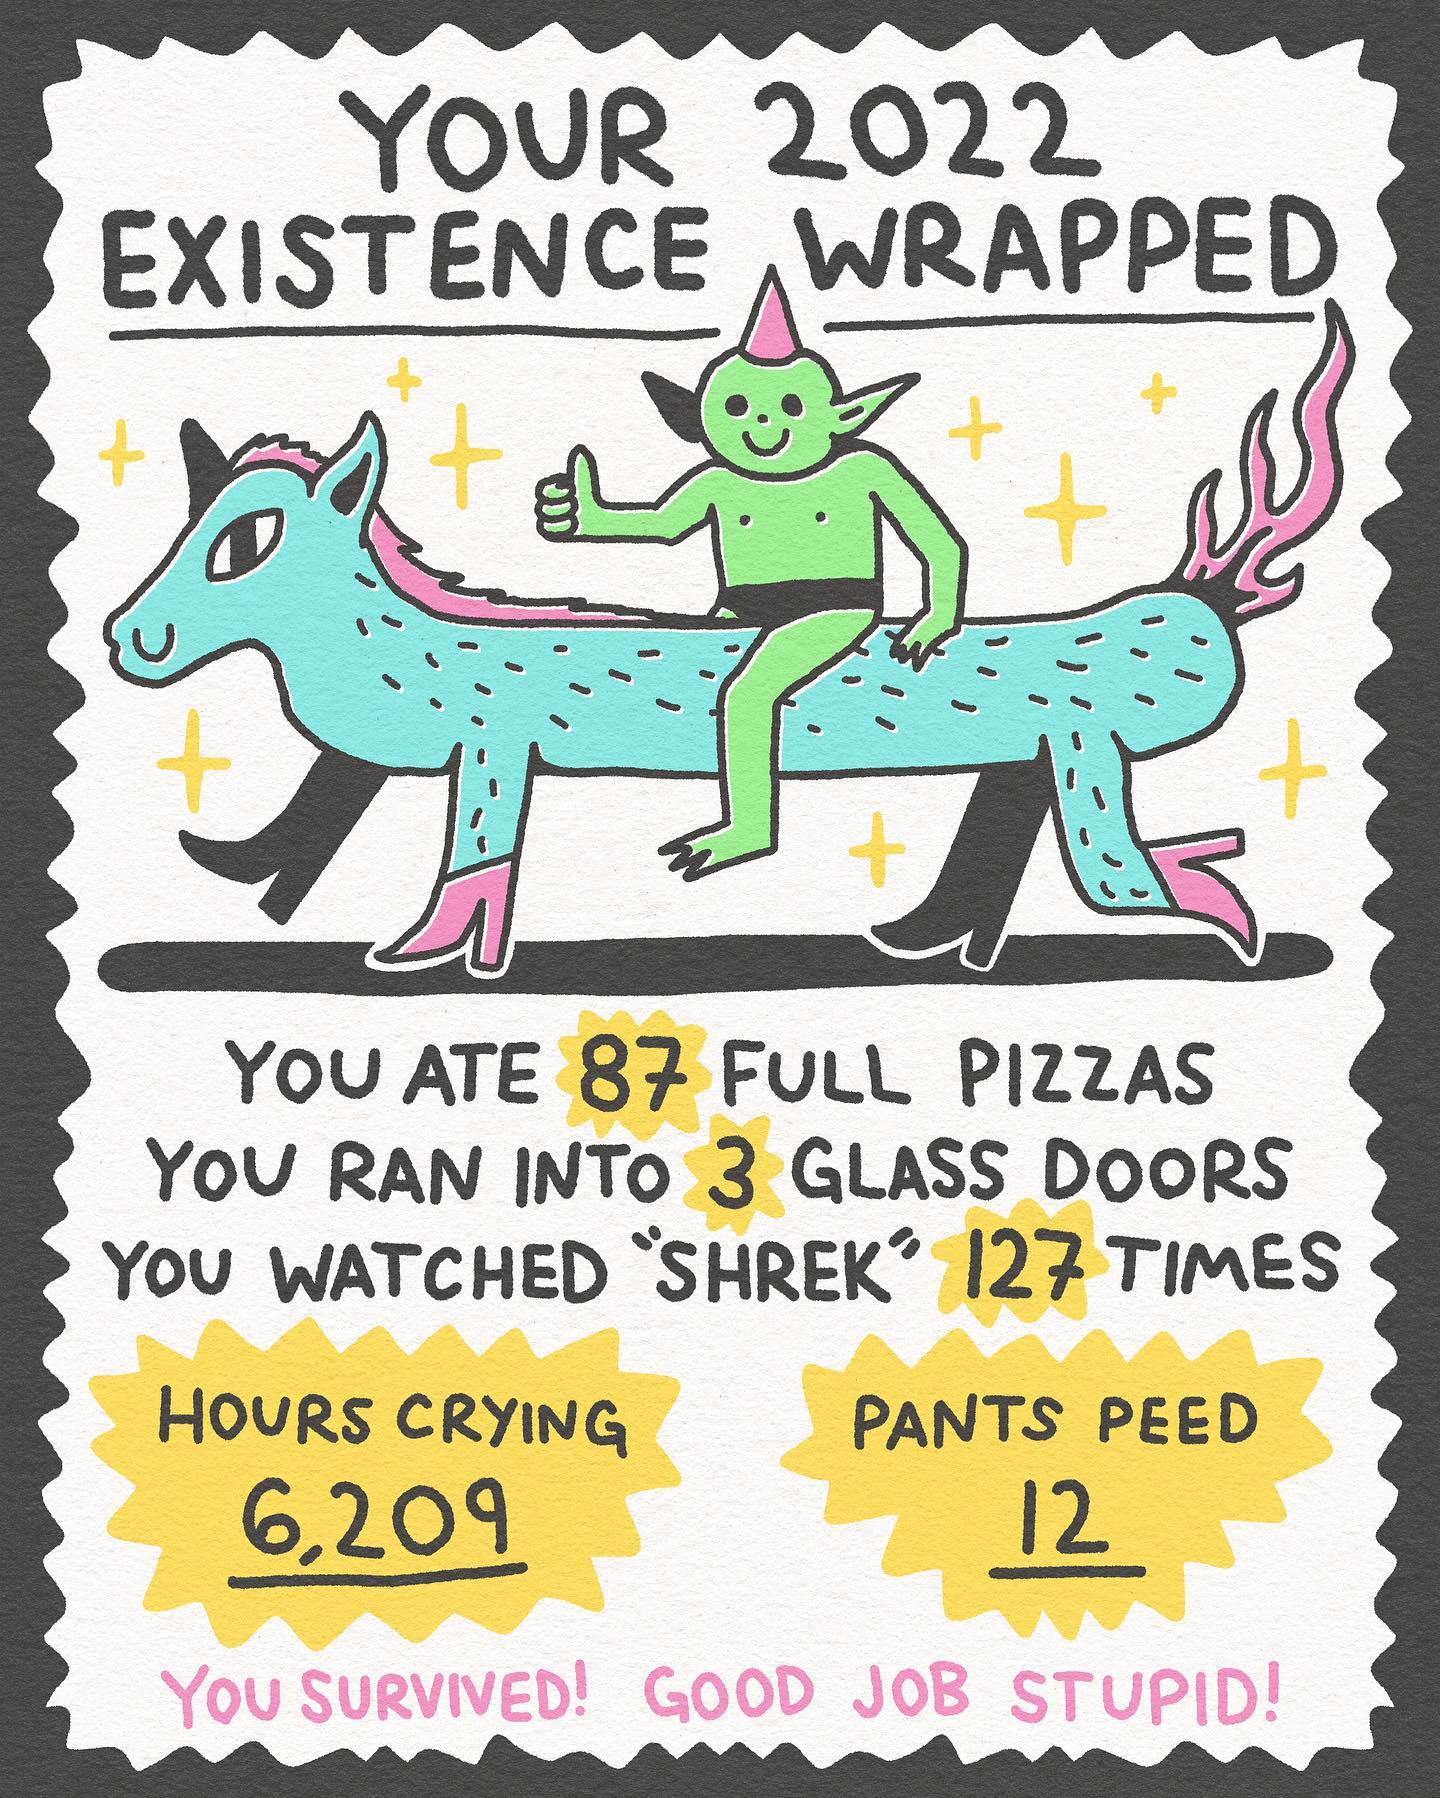 YOUR 2022
EXISTENCE WRAPPED
YOU ATE 87 FULL PIZZAS
YOU RAN INTO 3 GLASS DOORS
YOU WATCHED "SHREK" 127 TIMES
HOURS CRYING
6,209
PANTS PEED
12
YOU SURVIVED! GOOD JOB STUPID!